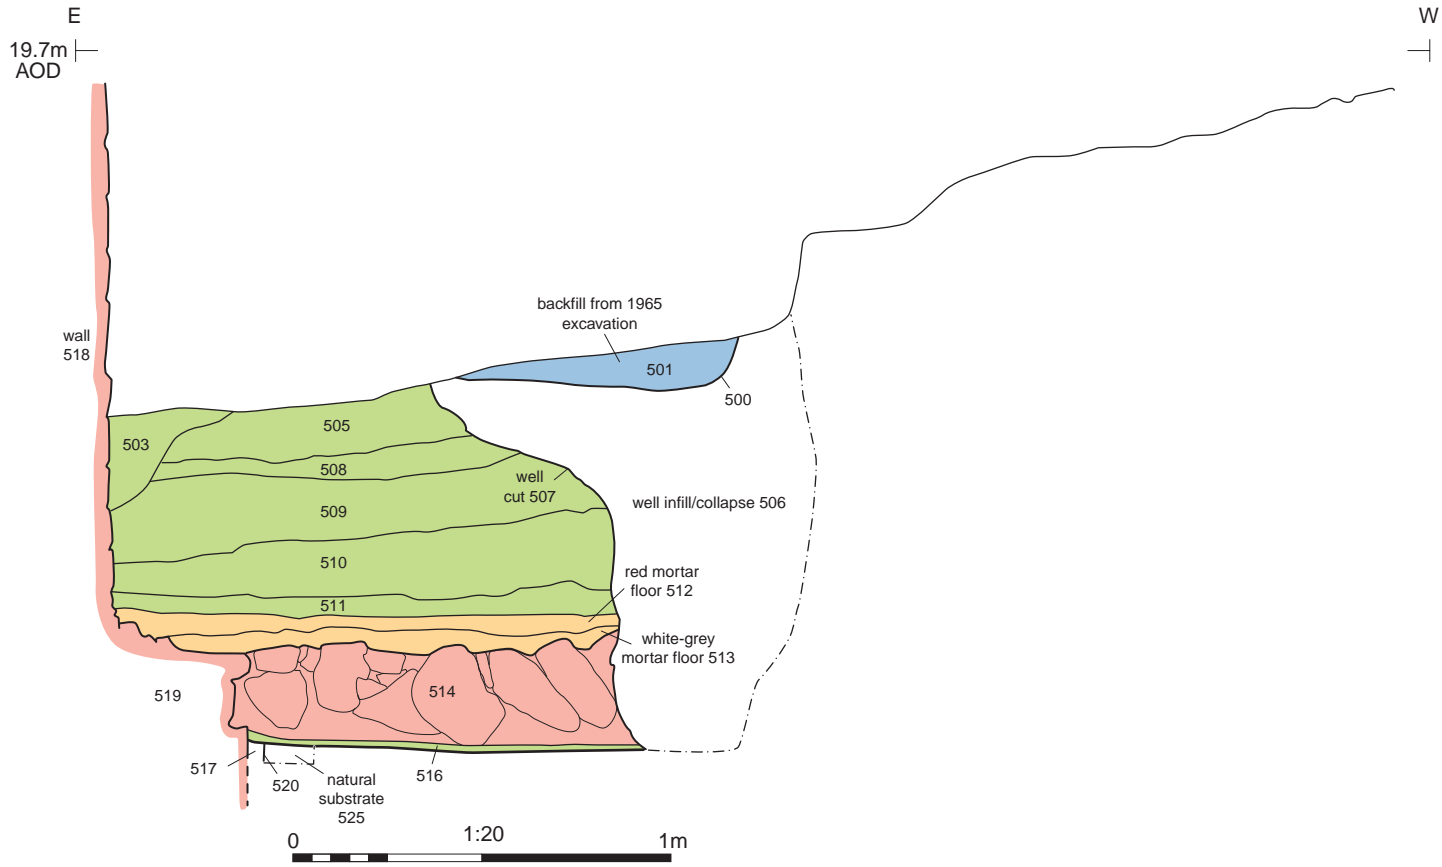 E
W
19.7m
AOD
backfill from 1965
excavation
wall
518
501
500
503
505
508
well
cut 507
well infill/collapse 506
509
510
red mortar
floor 512
511
white-grey
mortar floor 513
519
514
517
520
516
natural
substrate
525
0
1:20
1m